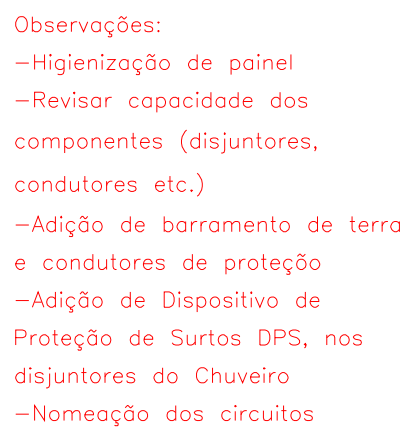 Observações:
-Higienização de painel
-Revisar capacidade dos
componentes (disjuntores,
condutores etc.)
-Adição de barramento de terra
e condutores de proteção
-Adição de Dispositivo de
Proteção de Surtos DPS, nos
disjuntores do Chuveiro
-Nomeação dos circuitos